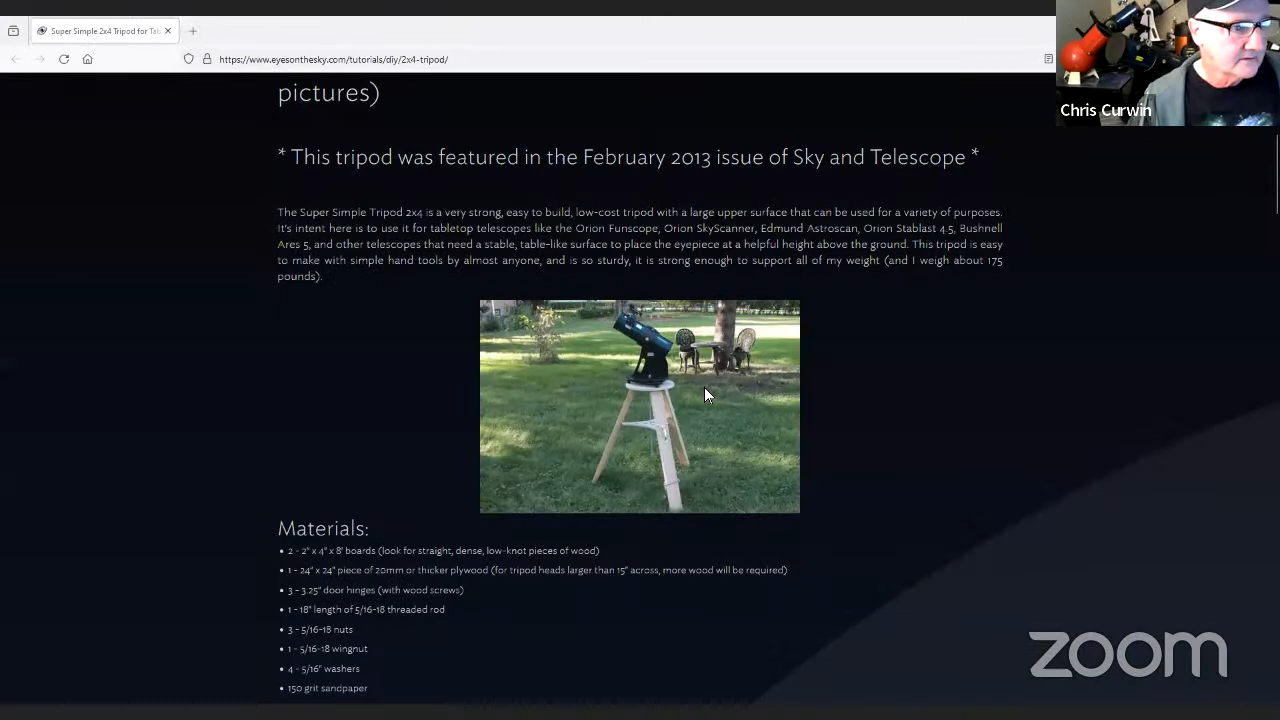 Super Simple 2x4 Tripod for Tab
https://www.eyesonthesky.com/tutorials/diy/2x4-tripod/
Chris Curwin
pictures)
* This tripod was featured in the February 2013 issue of Sky and Telescope *
The Super Simple Tripod 2x4 is a very strong, easy to build, low-cost tripod with a large upper surface that can be used for a variety of purposes.
It's intent here is to use it for tabletop telescopes like the Orion Funscope, Orion SkyScanner, Edmund Astroscan, Orion Stablast 4.5, Bushnell
Ares 5, and other telescopes that need a stable, table-like surface to place the eyepiece at a helpful height above the ground. This tripod is easy
to make with simple hand tools by almost anyone, and is so sturdy, it is strong enough to support all of my weight (and I weigh about 175
pounds).
Materials:
• 2 - 2" x 4" x 8' boards (look for straight, dense, low-knot pieces of wood)
• 1 - 24" x 24" piece of 20mm or thicker plywood (for tripod heads larger than 15" across, more wood will be required)
• 3 - 3.25" door hinges (with wood screws)
• 1 - 18" length of 5/16-18 threaded rod
• 3 - 5/16-18 nuts
• 1 - 5/16-18 wingnut
• 4 - 5/16" washers
• 150 grit sandpaper
zoom